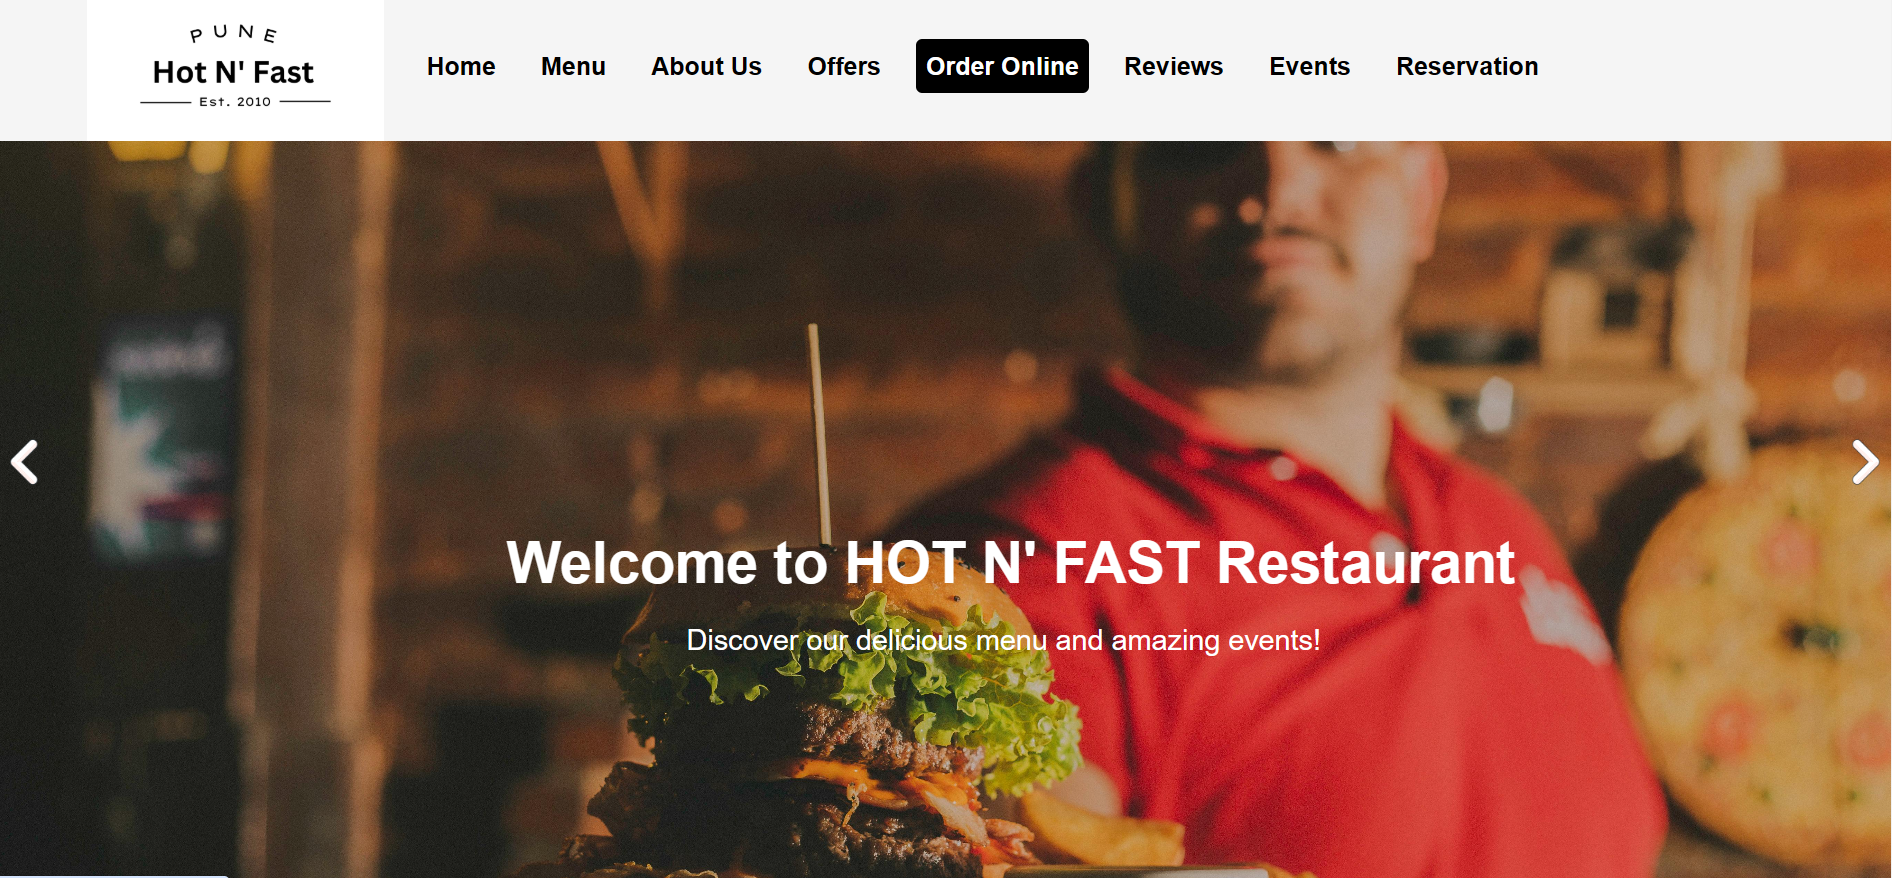 PUNE
Hot N' Fast
Est. 2010
Home Menu About Us Offers Order Online Reviews Events Reservation
Welcome to HOT N' FAST Restaurant
Discover our delicious menu and amazing events!